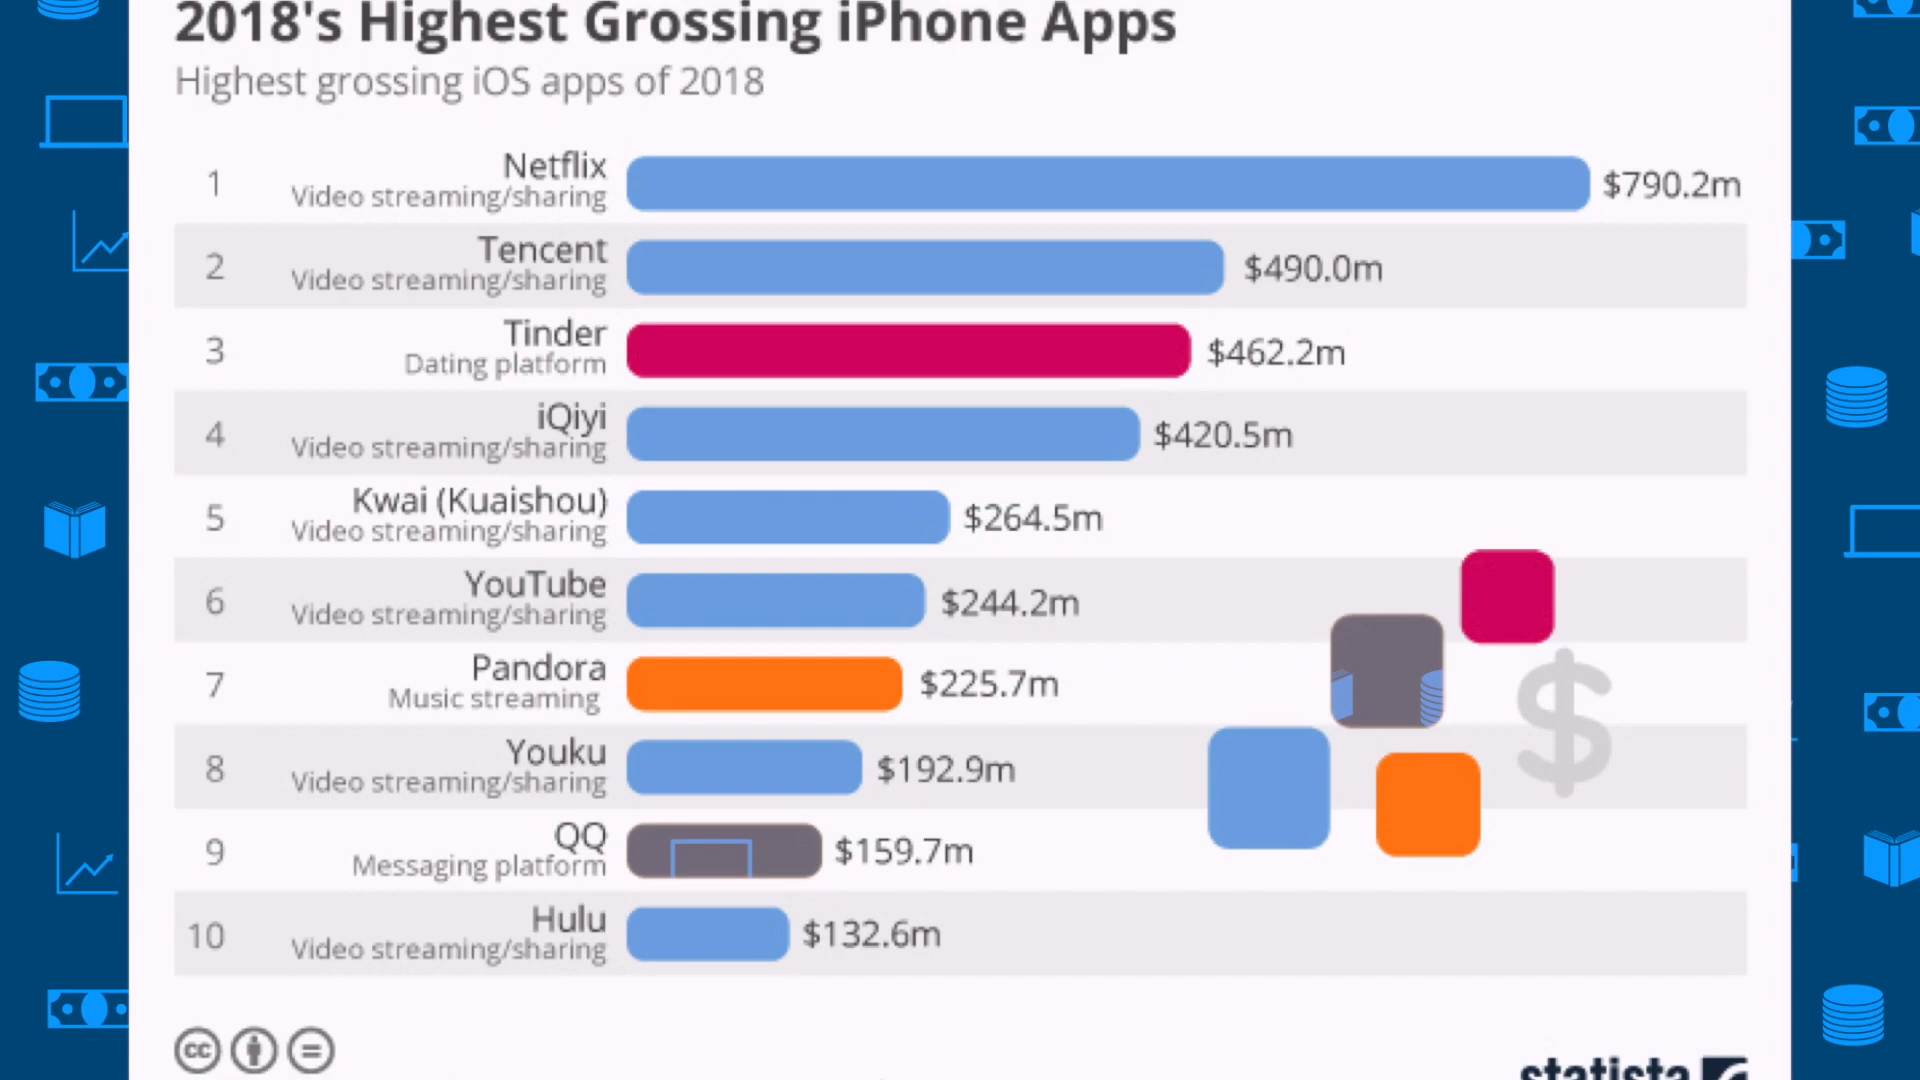 2018's Highest Grossing iPhone Apps
Highest grossing iOS apps of 2018
1 Netflix $790.2m
Video streaming/sharing
2 Tencent $490.0m
Video streaming/sharing
3 Tinder $462.2m
Dating platform
4 iQiyi $420.5m
Video streaming/sharing
5 Kwai (Kuaishou) $264.5m
Video streaming/sharing
6 YouTube $244.2m
Video streaming/sharing
7 Pandora $225.7m
Music streaming
8 Youku $192.9m
Video streaming/sharing
9 QQ $159.7m
Messaging platform
10 Hulu $132.6m
Video streaming/sharing
$
cc
statista